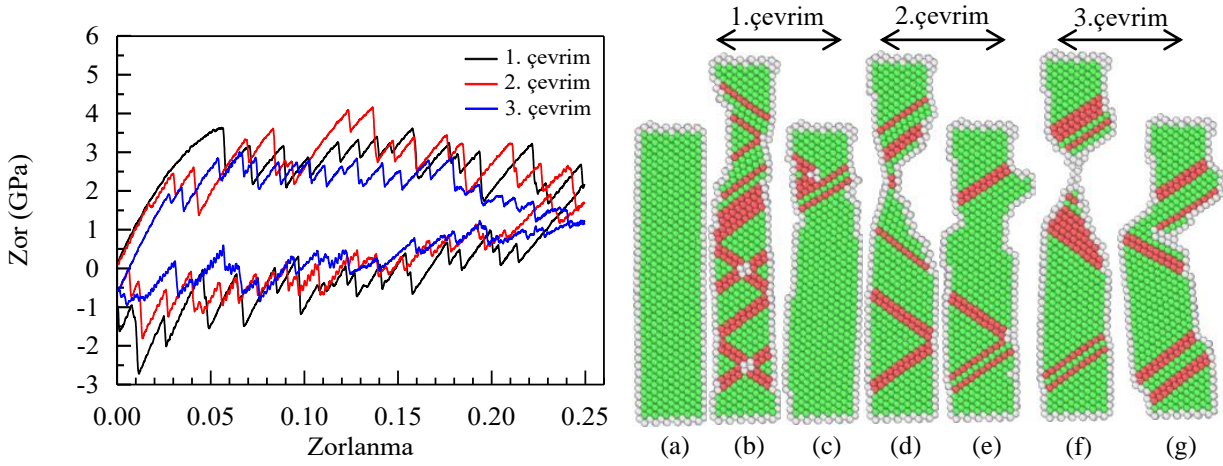 1.çevrim 2.çevrim 3.çevrim
6
5
4
3
2
1
0
-1
-2
-3
Zor (GPa)
1. çevrim
2. çevrim
3. çevrim
0.00 0.05 0.10 0.15 0.20 0.25
Zorlanma
(a) (b) (c) (d) (e) (f) (g)